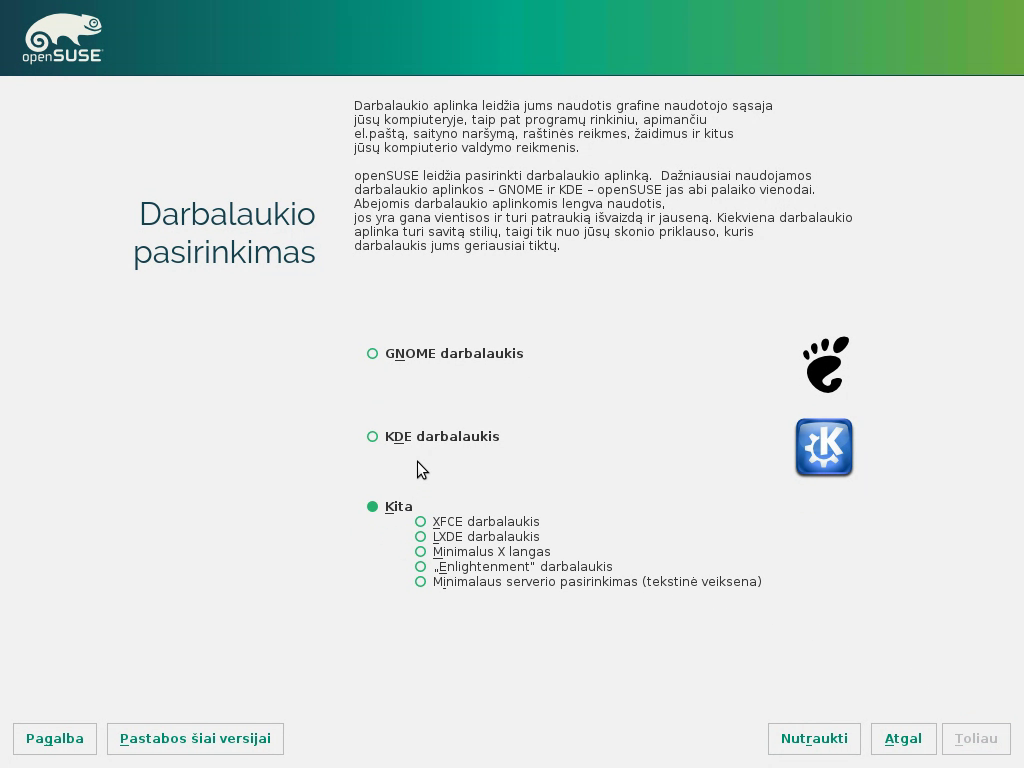 openSUSE
Darbalaukio aplinka leidžia jums naudotis grafine naudotojo sąsaja
jūsų kompiuteryje, taip pat programų rinkiniu, apimančiu
el.paštą, saityno naršymą, raštinės reikmes, žaidimus ir kitus
jūsų kompiuterio valdymo reikmenis.
openSUSE leidžia pasirinkti darbalaukio aplinką.  Dažniausiai naudojamos
darbalaukio aplinkos – GNOME ir KDE – openSUSE jas abi palaiko vienodai.
Abejomis darbalaukio aplinkomis lengva naudotis,
jos yra gana vientisos ir turi patraukią išvaizdą ir jauseną. Kiekviena darbalaukio
aplinka turi savitą stilių, taigi tik nuo jūsų skonio priklauso, kuris
darbalaukis jums geriausiai tiktų.
Darbalaukio
pasirinkimas
GNOME darbalaukis
KDE darbalaukis
Kita
XFCE darbalaukis
LXDE darbalaukis
Minimalus X langas
„Enlightenment“ darbalaukis
Minimalaus serverio pasirinkimas (tekstinė veiksena)
Pagalba
Pastabos šiai versijai
Nutraukti
Atgal
Toliau